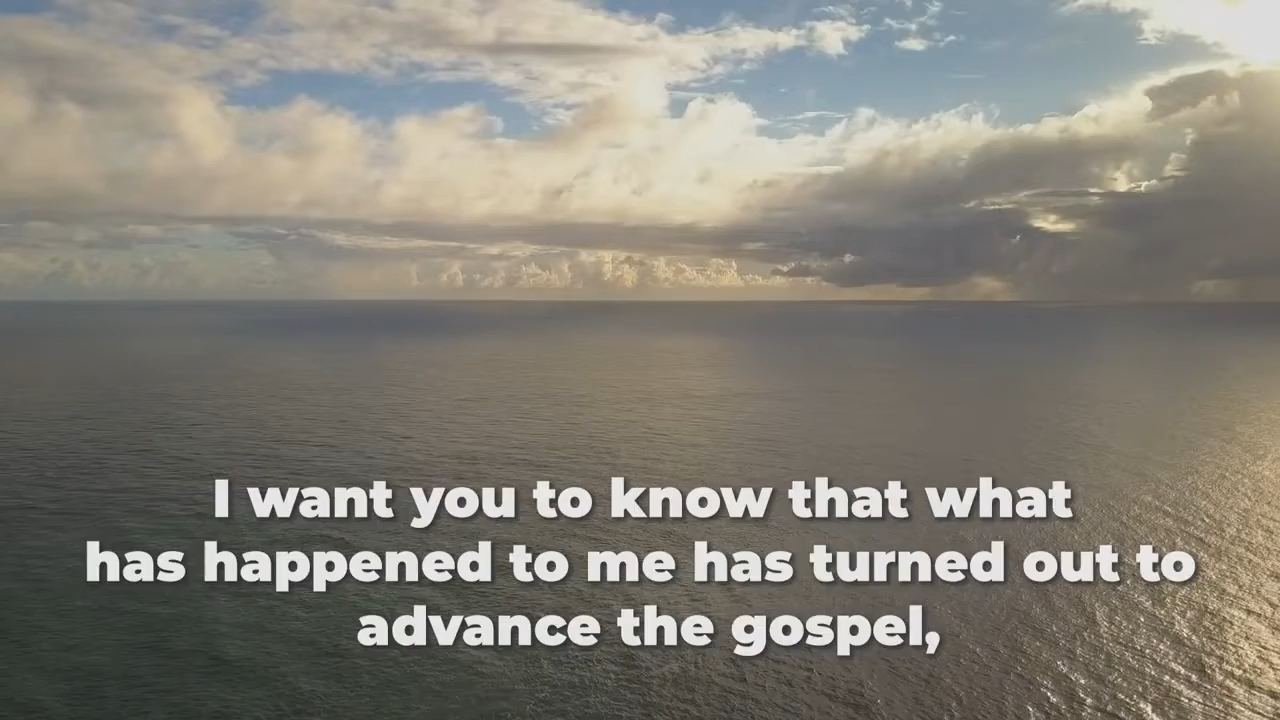 I want you to know that what
has happened to me has turned out to
advance the gospel,